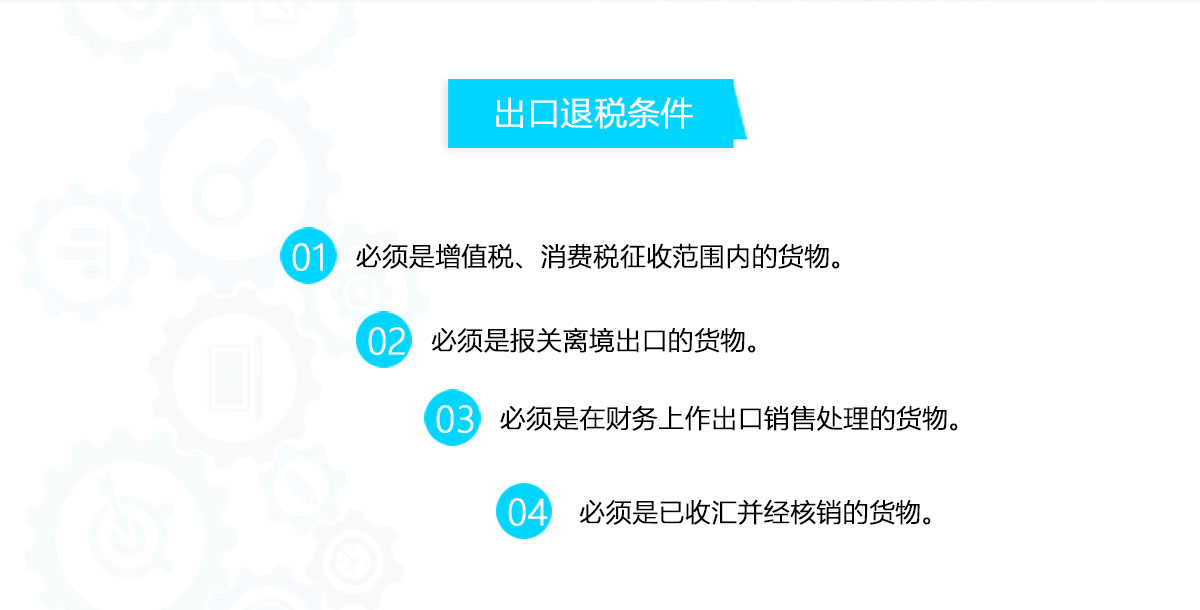 出口退税条件
01 必须是增值税、消费税征收范围内的货物。
02 必须是报关离境出口的货物。
03 必须是在财务上作出口销售处理的货物。
04 必须是已收汇并经核销的货物。